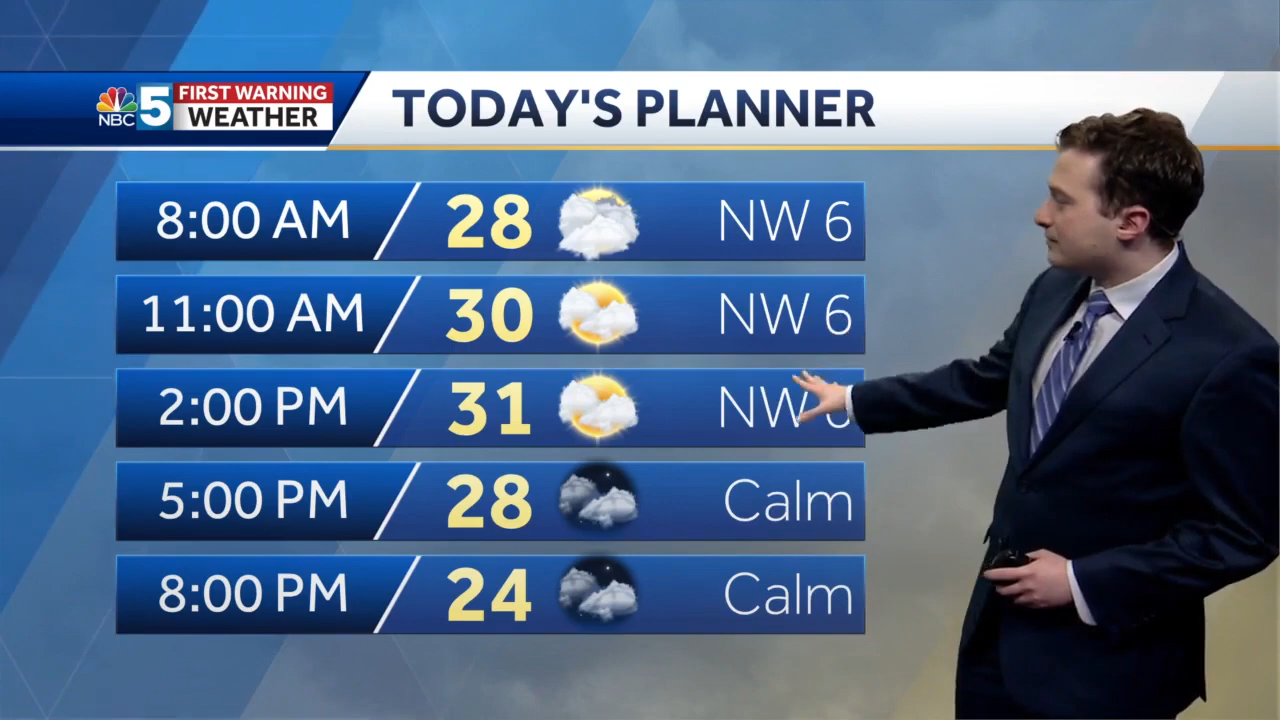 NBC 5 FIRST WARNING WEATHER
TODAY'S PLANNER
8:00 AM 28 NW 6
11:00 AM 30 NW 6
2:00 PM 31 NW
5:00 PM 28 Calm
8:00 PM 24 Calm